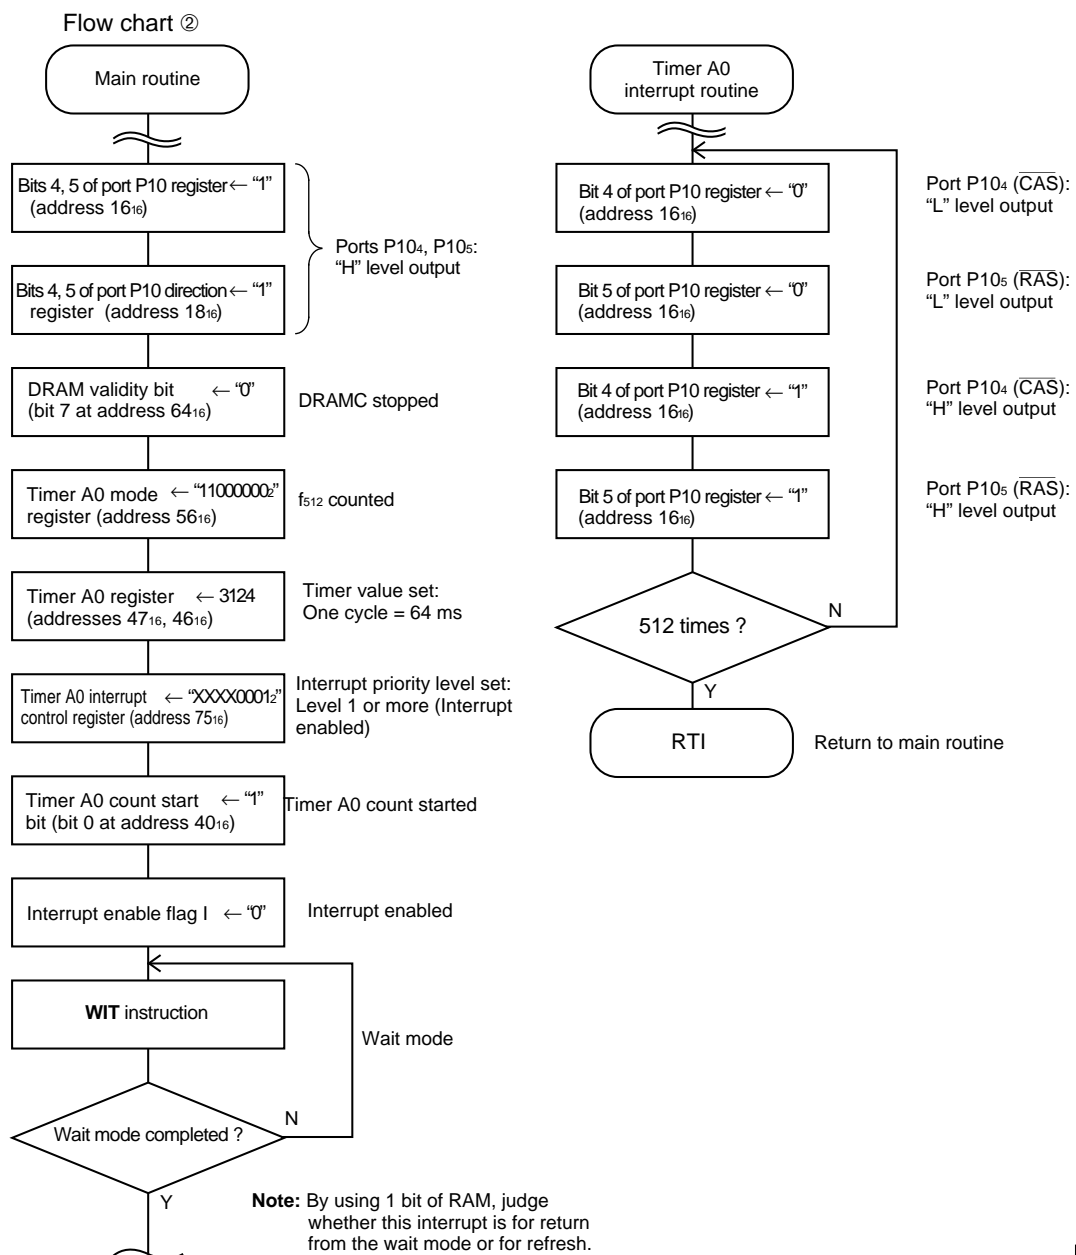 Flow chart ②
Main routine
Bits 4, 5 of port P10 register← “1”
(address 16₁₆)
Ports P10₄, P10₅:
“H” level output
Bits 4, 5 of port P10 direction← “1”
register (address 18₁₆)
DRAM validity bit ← “0”
(bit 7 at address 64₁₆)
DRAMC stopped
Timer A0 mode ← “11000000₂”
register (address 56₁₆)
f₅₁₂ counted
Timer A0 register ← 3124
(addresses 47₁₆, 46₁₆)
Timer value set:
One cycle = 64 ms
Timer A0 interrupt ← “XXXX0001₂”
control register (address 75₁₆)
Interrupt priority level set:
Level 1 or more (Interrupt
enabled)
Timer A0 count start ← “1”
bit (bit 0 at address 40₁₆)
Timer A0 count started
Interrupt enable flag I ← “0”
Interrupt enabled
WIT instruction
Wait mode
Wait mode completed ?
N
Y
Note: By using 1 bit of RAM, judge
whether this interrupt is for return
from the wait mode or for refresh.
Timer A0
interrupt routine
Bit 4 of port P10 register ← “0”
(address 16₁₆)
Port P10₄ (C̅A̅S̅):
“L” level output
Bit 5 of port P10 register ← “0”
(address 16₁₆)
Port P10₅ (R̅A̅S̅):
“L” level output
Bit 4 of port P10 register ← “1”
(address 16₁₆)
Port P10₄ (C̅A̅S̅):
“H” level output
Bit 5 of port P10 register ← “1”
(address 16₁₆)
Port P10₅ (R̅A̅S̅):
“H” level output
512 times ?
N
Y
RTI
Return to main routine